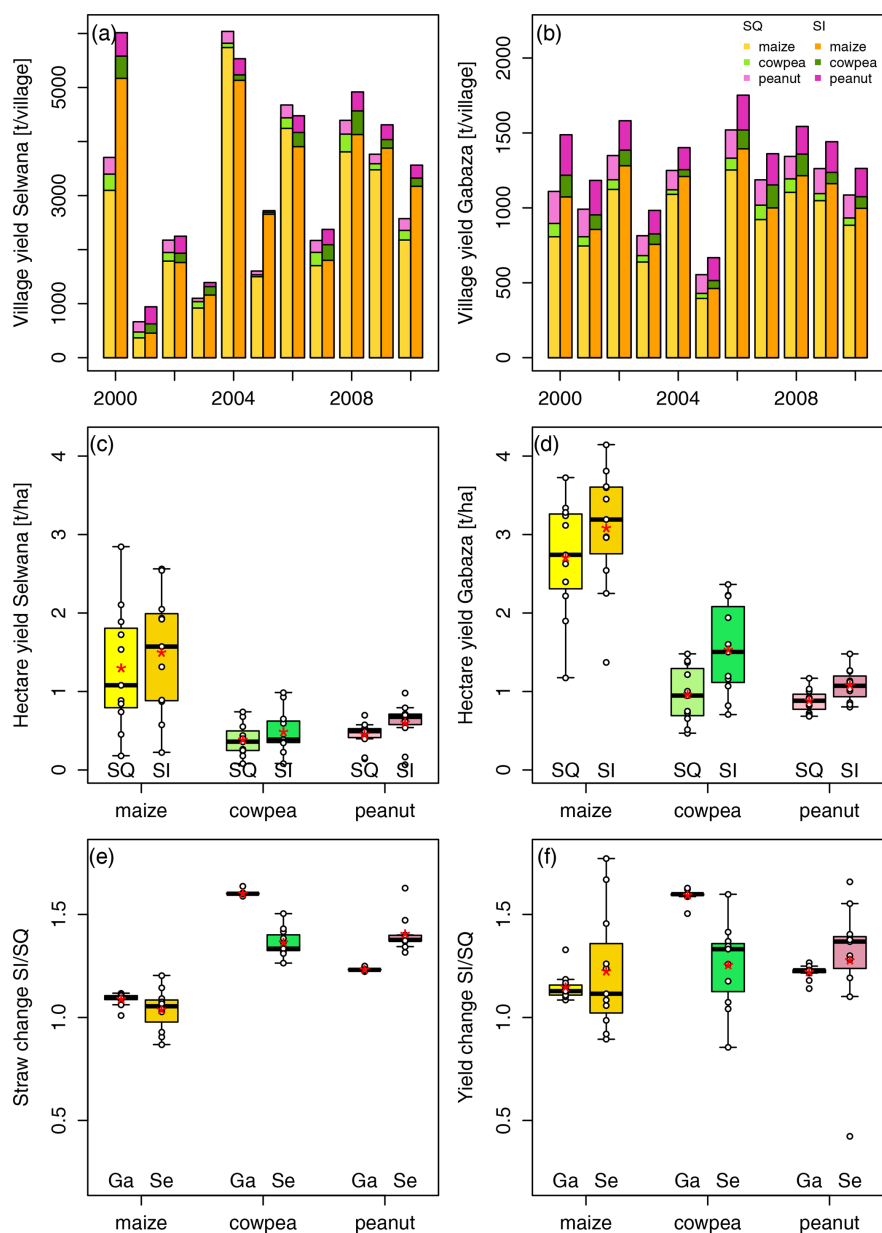 (a)
Village yield Selwana [t/village]
0
1000
3000
5000
2000
2004
2008
(b)
SQ SI
maize maize
cowpea cowpea
peanut peanut
Village yield Gabaza [t/village]
0
500
1000
1500
2000
2000
2004
2008
(c)
Hectare yield Selwana [t/ha]
0
1
2
3
4
SQ SI SQ SI SQ SI
maize cowpea peanut
(d)
Hectare yield Gabaza [t/ha]
0
1
2
3
4
SQ SI SQ SI SQ SI
maize cowpea peanut
(e)
Straw change SI/SQ
0.5
1.0
1.5
Ga Se Ga Se Ga Se
maize cowpea peanut
(f)
Yield change SI/SQ
0.5
1.0
1.5
Ga Se Ga Se Ga Se
maize cowpea peanut